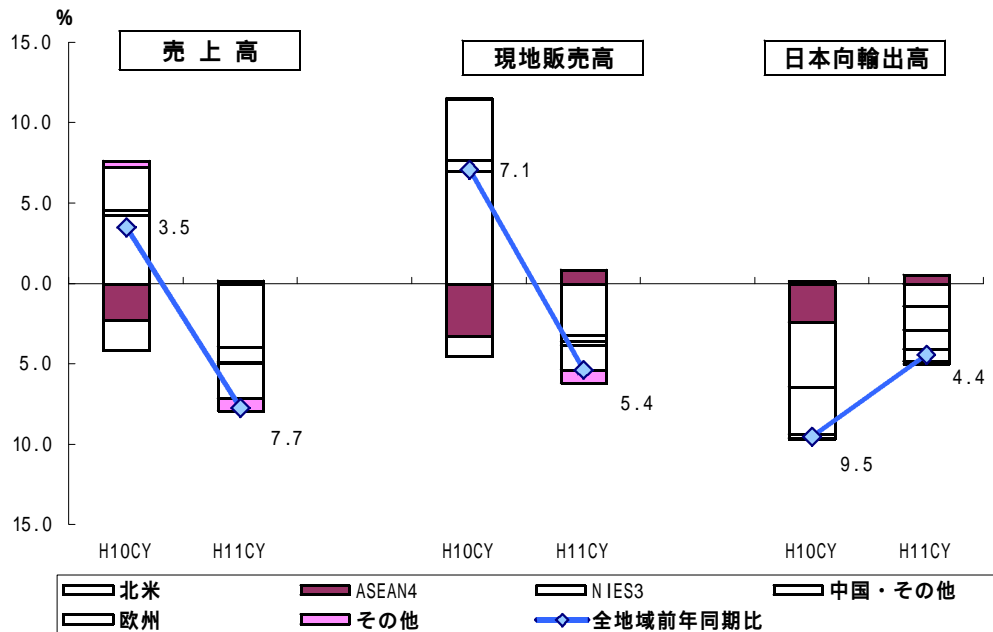 %
売 上 高
現地販売高
日本向輸出高
15.0
10.0
5.0
0.0
5.0
10.0
15.0
3.5
7.7
7.1
5.4
9.5
4.4
H10CY
H11CY
H10CY
H11CY
H10CY
H11CY
北米
ASEAN4
NIES3
中国・その他
欧州
その他
全地域前年同期比